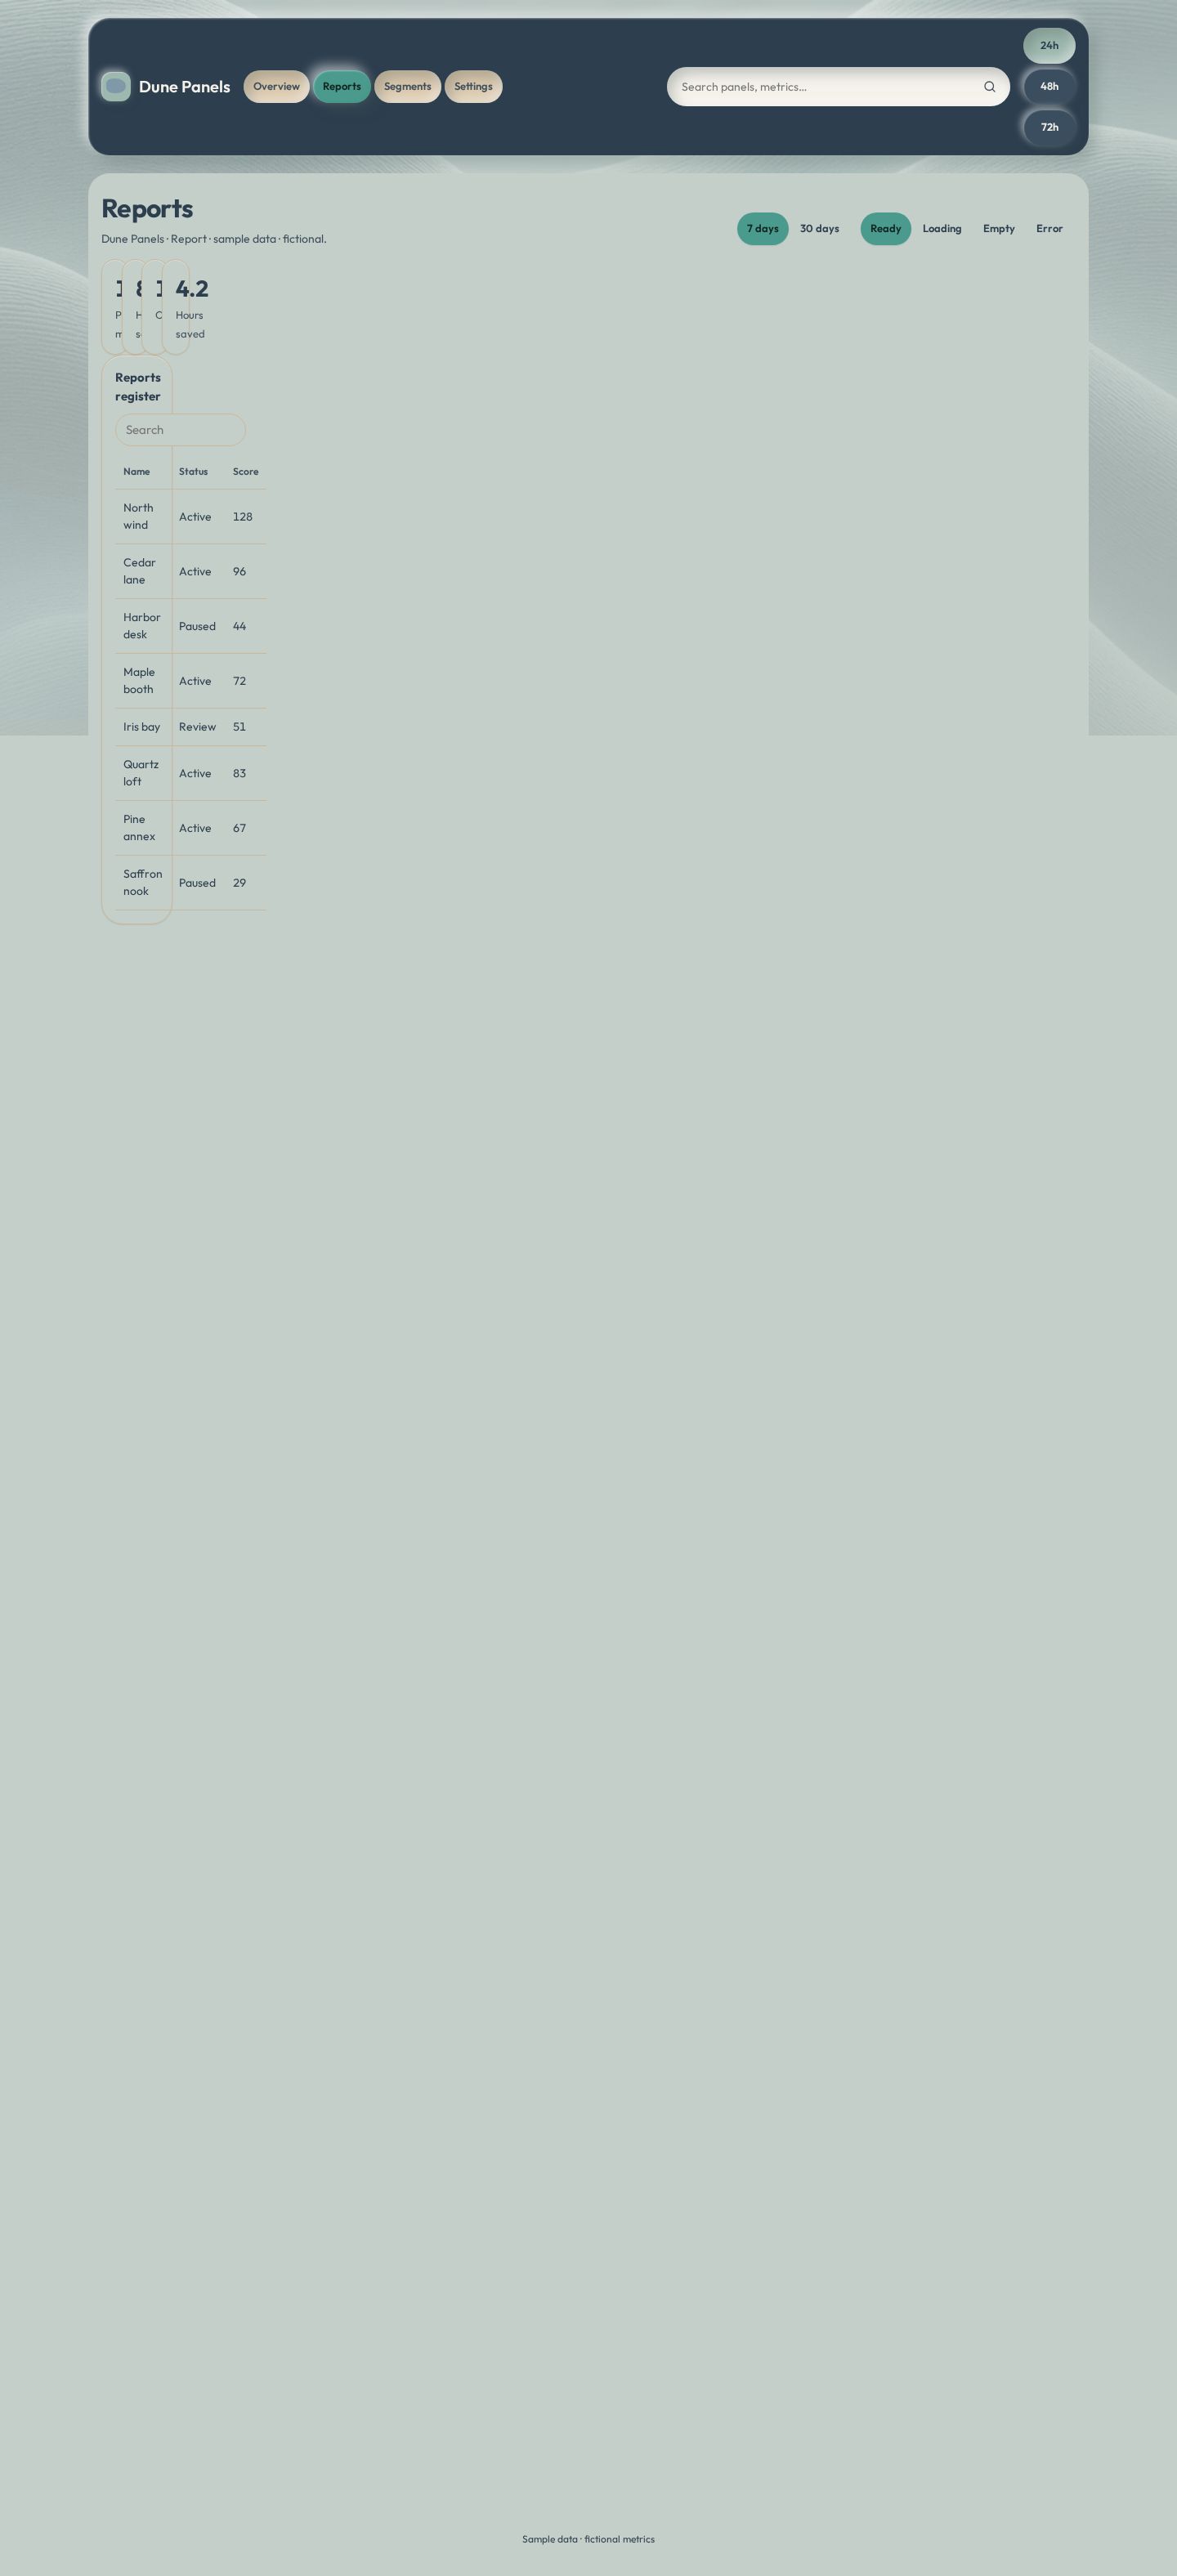 Dune Panels
Overview
Reports
Segments
Settings
Search panels, metrics...
24h
48h
72h
Reports
Dune Panels · Report · sample data · fictional.
7 days
30 days
Ready
Loading
Empty
Error
4.2
Hours
saved
Reports
register
Search
Name Status Score
North
wind
Active 128
Cedar
lane
Active 96
Harbor
desk
Paused 44
Maple
booth
Active 72
Iris bay Review 51
Quartz
loft
Active 83
Pine
annex
Active 67
Saffron
nook
Paused 29
Sample data · fictional metrics